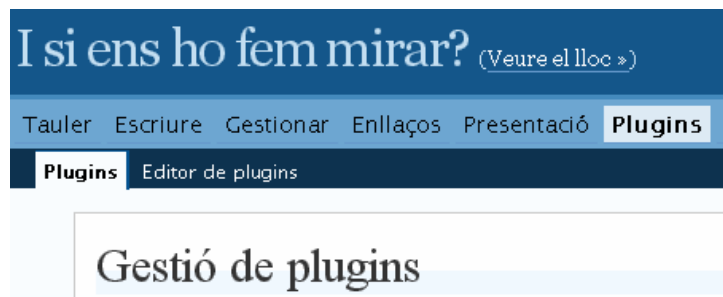 I si ens ho fem mirar? (Veure el lloc »)
Tauler Escriure Gestionar Enllaços Presentació Plugins
Plugins Editor de plugins
Gestió de plugins